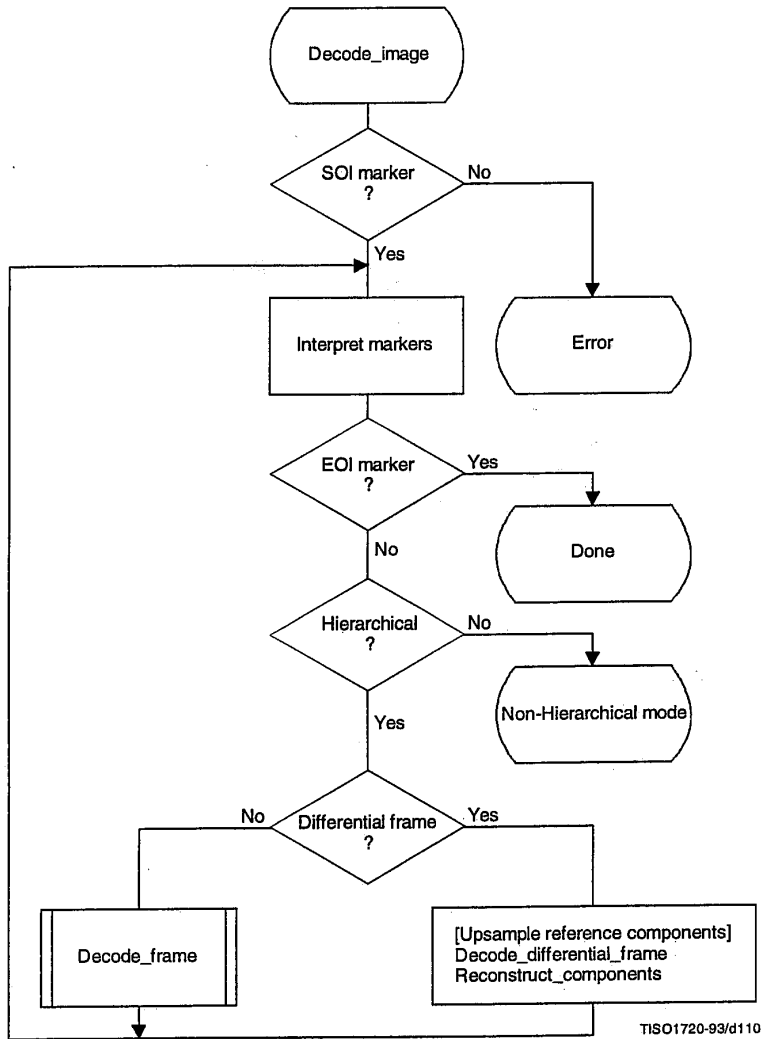 Decode_image
SOI marker
?
No
Yes
Interpret markers
Error
EOI marker
?
Yes
No
Done
Hierarchical
?
No
Yes
Non-Hierarchical mode
No
Differential frame
?
Yes
Decode_frame
[Upsample reference components]
Decode_differential_frame
Reconstruct_components
TISO1720-93/d110